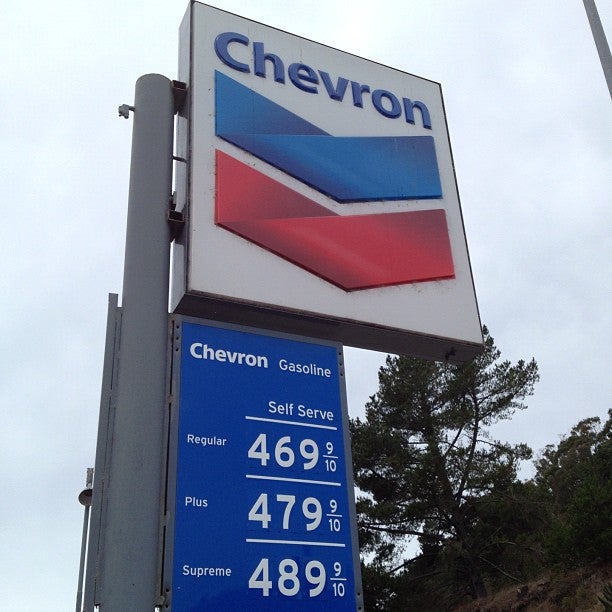 Chevron
Chevron Gasoline
Self Serve
Regular 469 9/10
Plus 479 9/10
Supreme 489 9/10